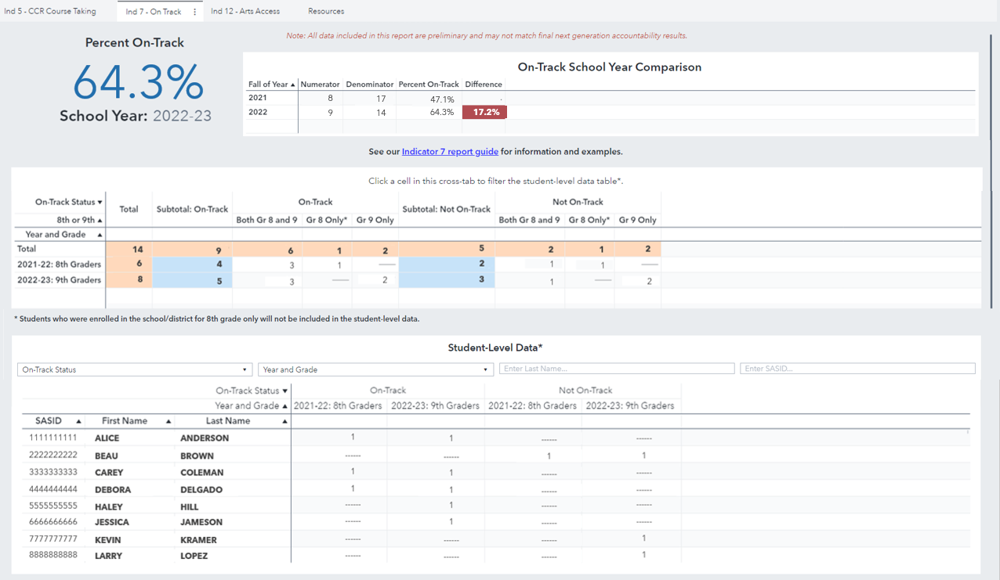 Ind 5 - CCR Course Taking Ind 7 - On Track Ind 12 - Arts Access Resources
Note: All data included in this report are preliminary and may not match final next generation accountability results.
Percent On-Track
64.3%
School Year: 2022-23
On-Track School Year Comparison
Fall of Year Numerator Denominator Percent On-Track Difference
2021 8 17 47.1% .
2022 9 14 64.3% 17.2%
See our Indicator 7 report guide for information and examples.
Click a cell in this cross-tab to filter the student-level data table*.
On-Track Status Total Subtotal: On-Track On-Track Subtotal: Not On-Track Not On-Track
8th or 9th Both Gr 8 and 9 Gr 8 Only* Gr 9 Only Both Gr 8 and 9 Gr 8 Only* Gr 9 Only
Year and Grade
Total 14 9 6 1 2 5 2 1 2
2021-22: 8th Graders 6 4 3 1 — 2 1 1 —
2022-23: 9th Graders 8 5 3 — 2 3 1 — 2
* Students who were enrolled in the school/district for 8th grade only will not be included in the student-level data.
Student-Level Data*
On-Track Status Year and Grade Enter Last Name... Enter SASID...
On-Track Status On-Track Not On-Track
Year and Grade 2021-22: 8th Graders 2022-23: 9th Graders 2021-22: 8th Graders 2022-23: 9th Graders
SASID First Name Last Name
1111111111 ALICE ANDERSON 1 1 ------ ------
2222222222 BEAU BROWN ------ ------ 1 1
3333333333 CAREY COLEMAN 1 1 ------ ------
4444444444 DEBORA DELGADO 1 1 ------ ------
5555555555 HALEY HILL ------ 1 ------ ------
6666666666 JESSICA JAMESON ------ 1 ------ ------
7777777777 KEVIN KRAMER ------ ------ ------ 1
8888888888 LARRY LOPEZ ------ ------ ------ 1